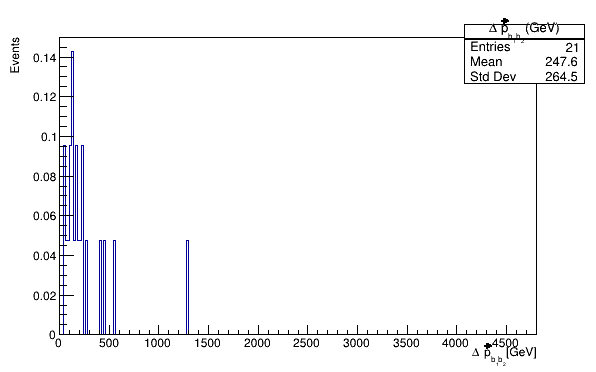 Δ p⃗ b₁b₂ (GeV)
Entries 21
Mean 247.6
Std Dev 264.5
Events
0.14
0.12
0.1
0.08
0.06
0.04
0.02
0
0 500 1000 1500 2000 2500 3000 3500 4000 4500
Δ p⃗ b₁b₂ [GeV]